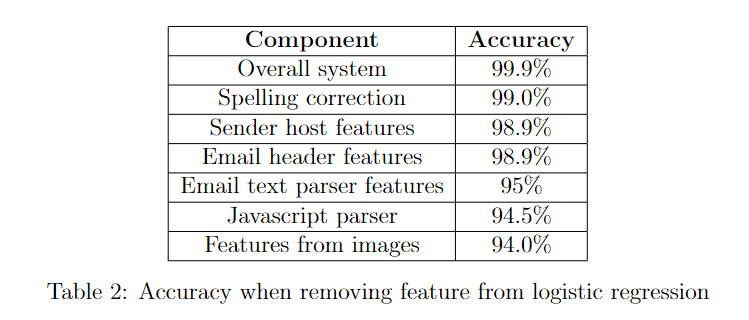 Component Accuracy
Overall system 99.9%
Spelling correction 99.0%
Sender host features 98.9%
Email header features 98.9%
Email text parser features 95%
Javascript parser 94.5%
Features from images 94.0%
Table 2: Accuracy when removing feature from logistic regression